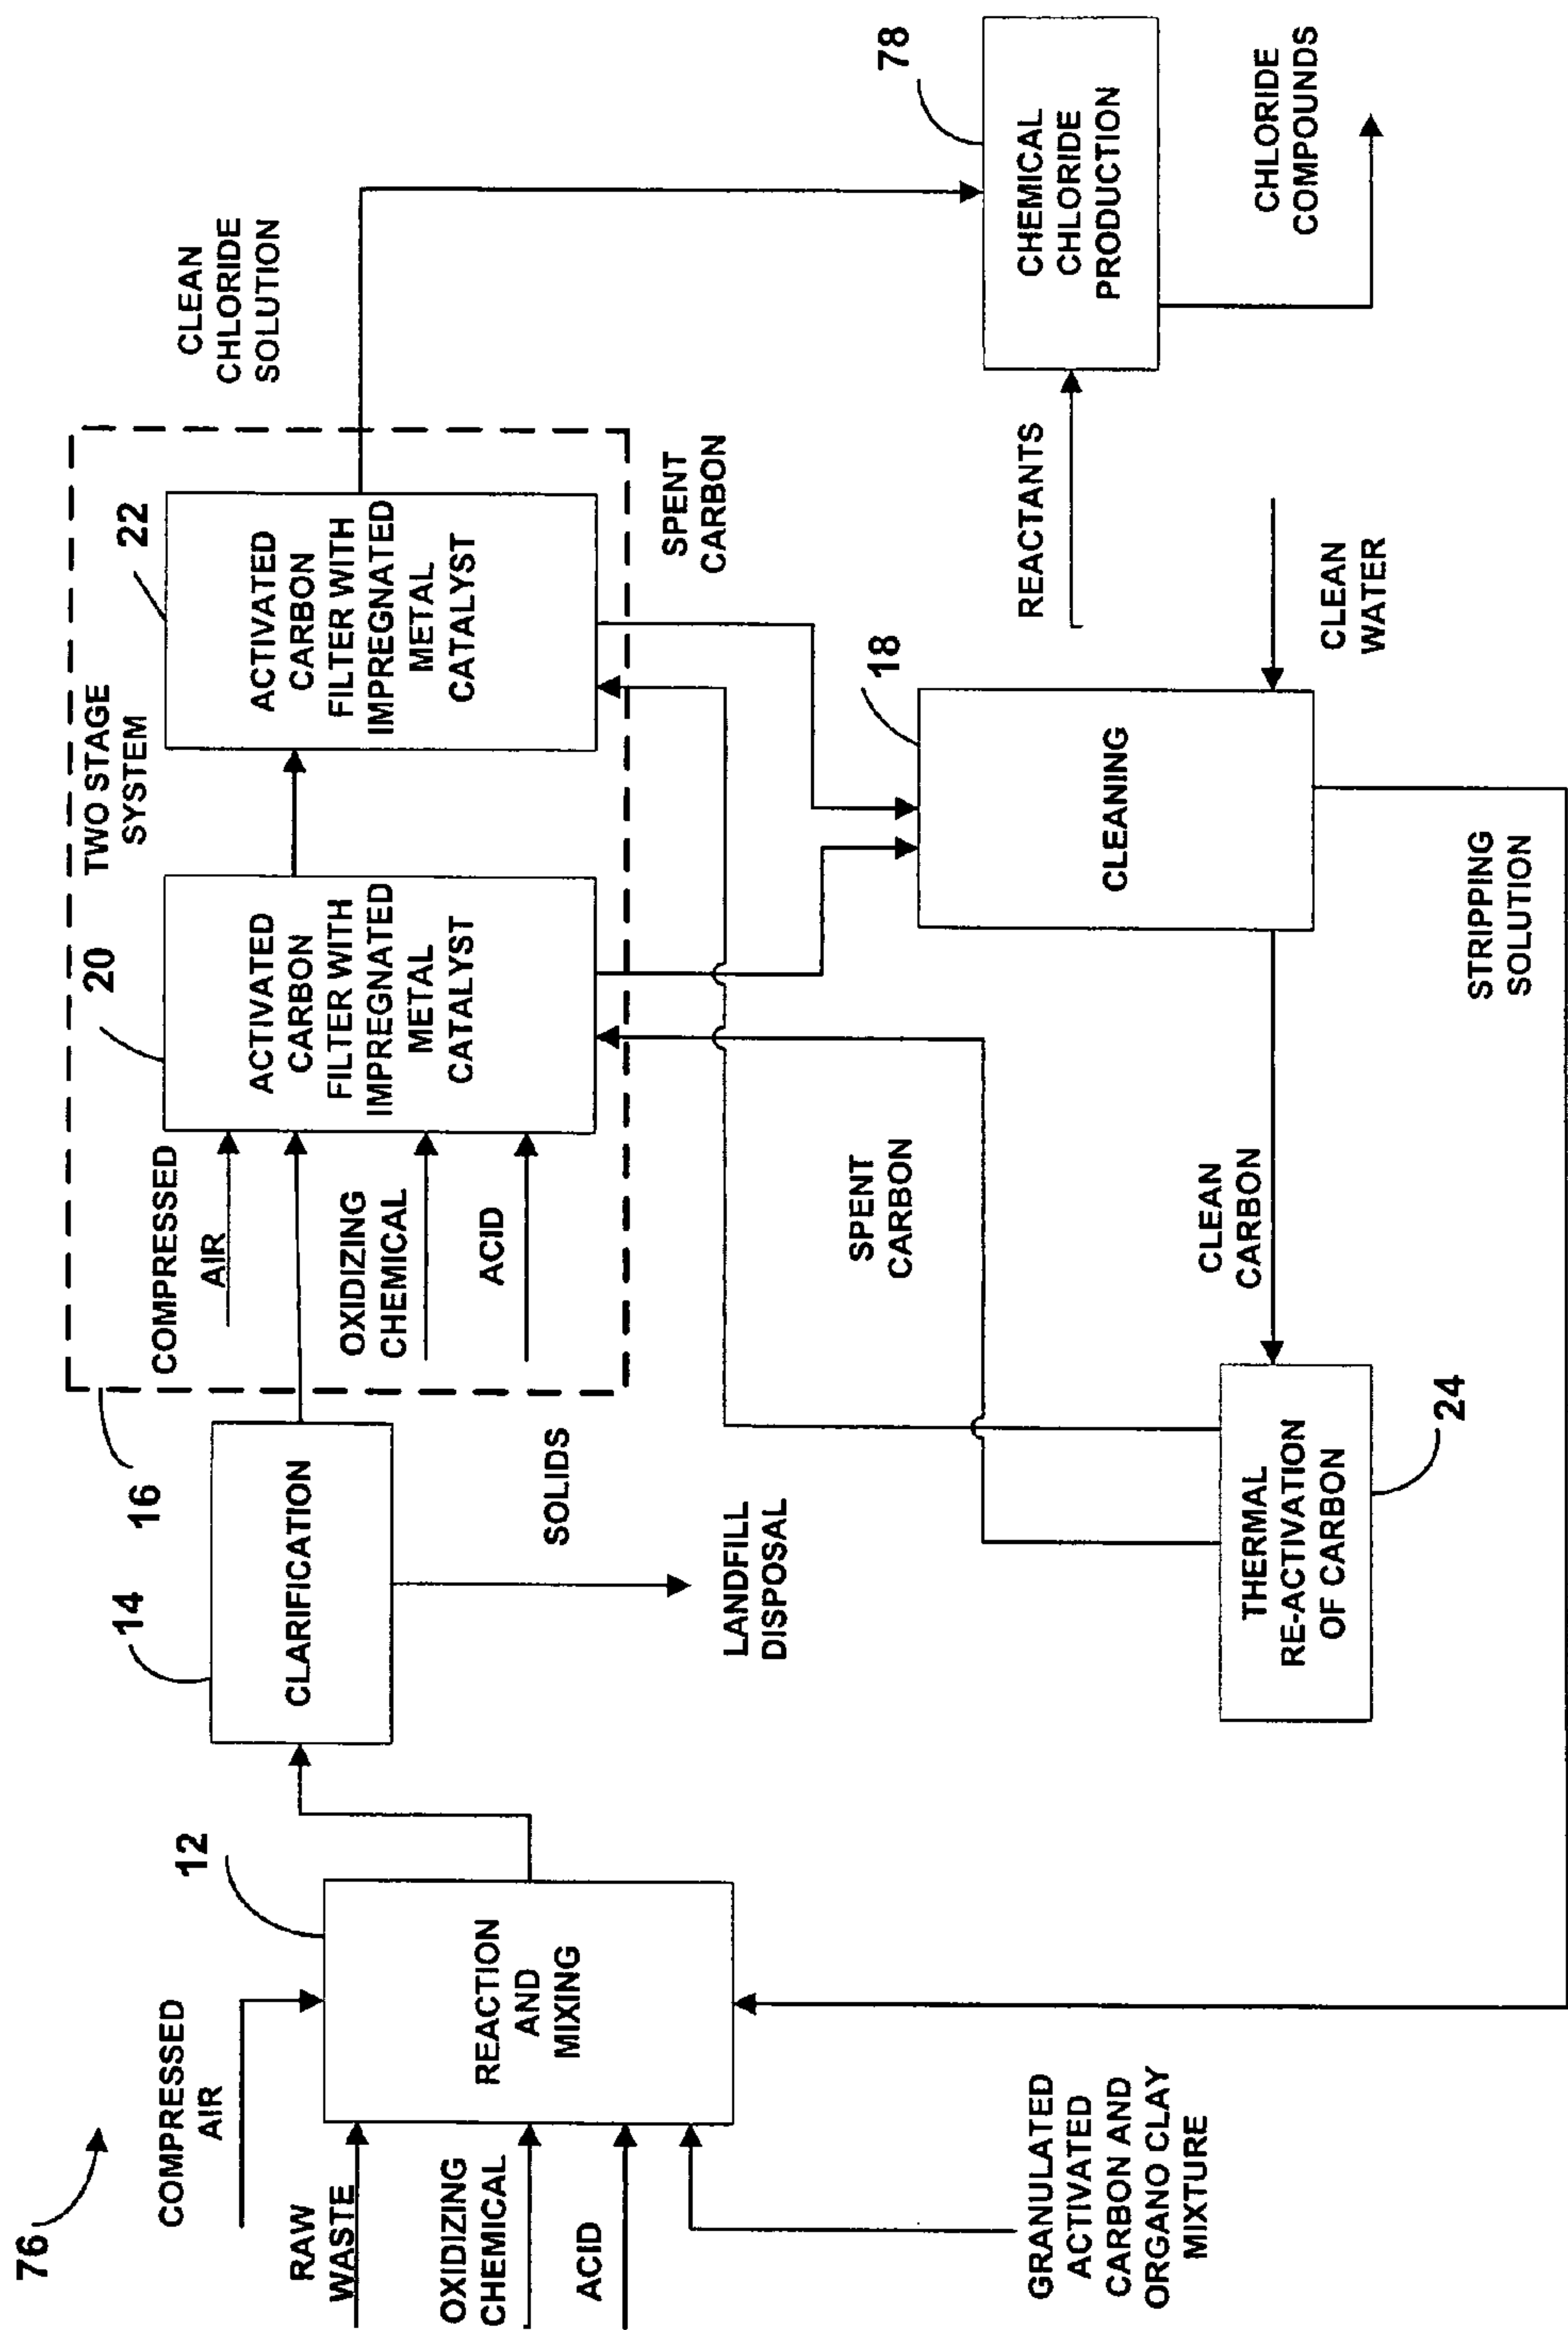 76
COMPRESSED
AIR
RAW
WASTE
OXIDIZING
CHEMICAL
ACID
GRANULATED
ACTIVATED
CARBON AND
ORGANO CLAY
MIXTURE
12
REACTION
AND
MIXING
14
CLARIFICATION
SOLIDS
LANDFILL
DISPOSAL
16
TWO STAGE
SYSTEM
COMPRESSED
AIR
OXIDIZING
CHEMICAL
ACID
20
ACTIVATED
CARBON
FILTER WITH
IMPREGNATED
METAL
CATALYST
22
ACTIVATED
CARBON
FILTER WITH
IMPREGNATED
METAL
CATALYST
CLEAN
CHLORIDE
SOLUTION
SPENT
CARBON
SPENT
CARBON
18
CLEANING
CLEAN
WATER
CLEAN
CARBON
THERMAL
RE-ACTIVATION
OF CARBON
24
STRIPPING
SOLUTION
REACTANTS
78
CHEMICAL
CHLORIDE
PRODUCTION
CHLORIDE
COMPOUNDS